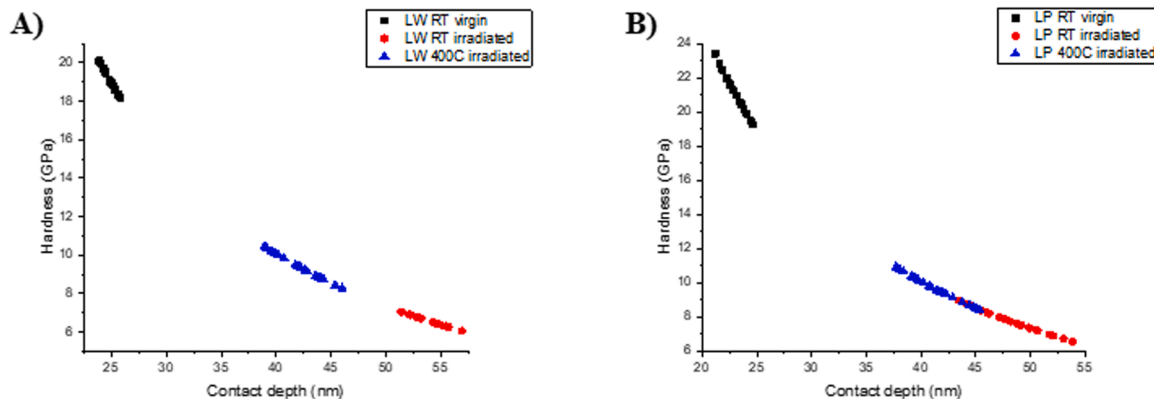 A)
LW RT virgin
LW RT irradiated
LW 400C irradiated
Hardness (GPa)
20
18
16
14
12
10
8
6
25 30 35 40 45 50 55
Contact depth (nm)
B)
LP RT virgin
LP RT irradiated
LP 400C irradiated
Hardness (GPa)
24
22
20
18
16
14
12
10
8
6
20 25 30 35 40 45 50 55
Contact depth (nm)